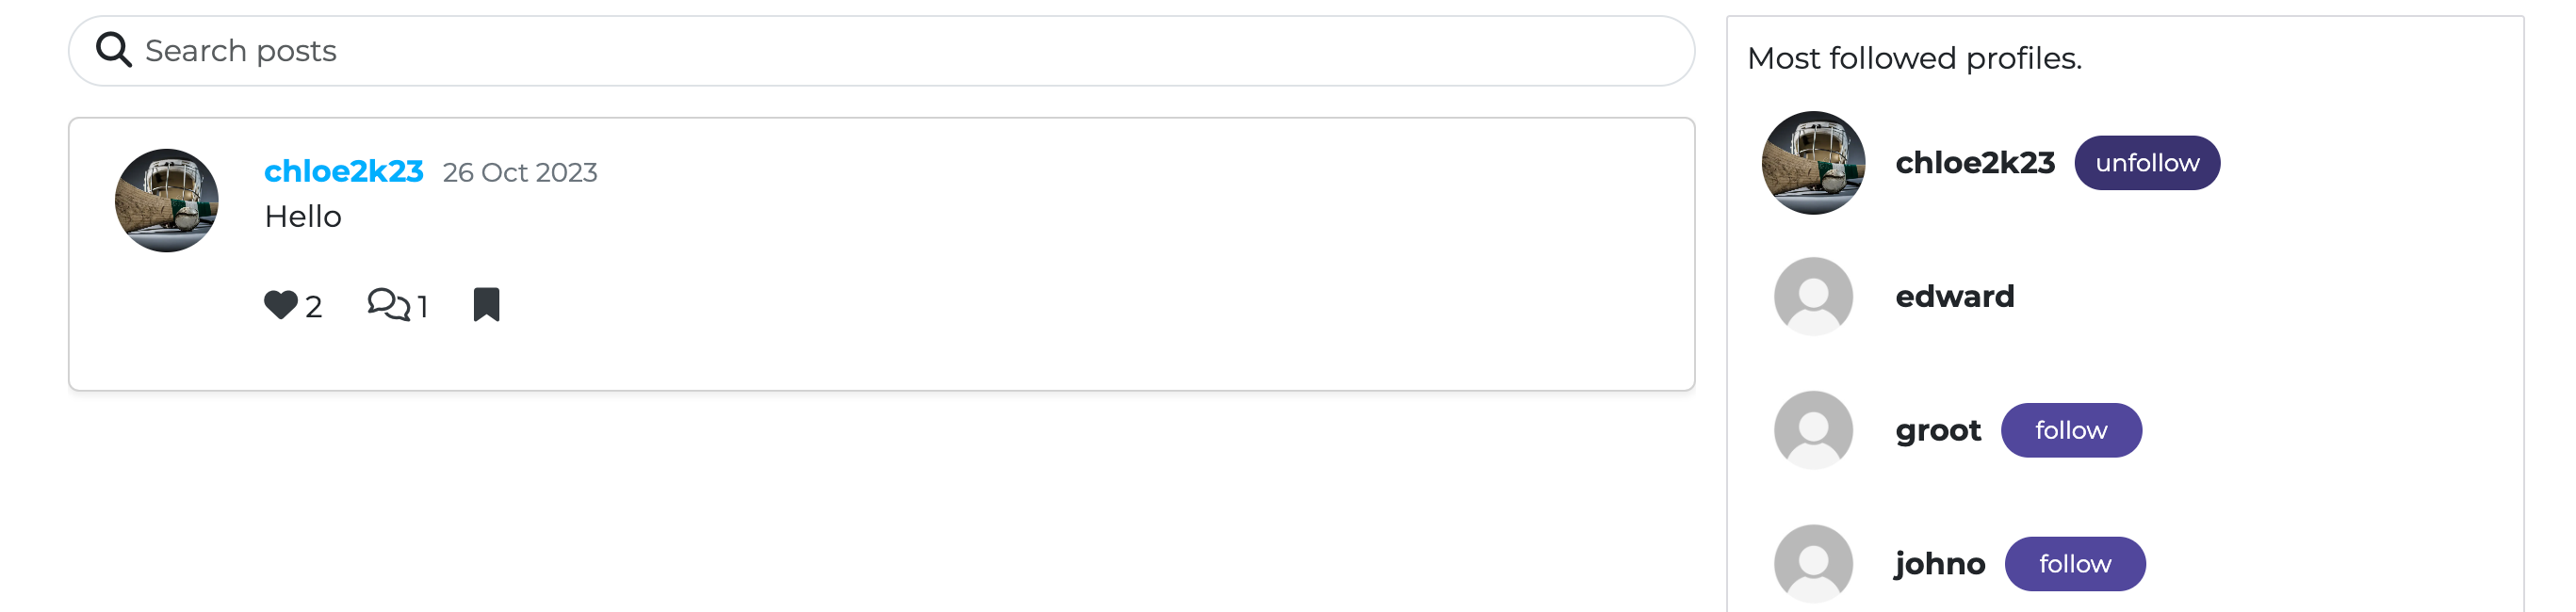 Search posts
chloe2k23 26 Oct 2023
Hello
2 1
Most followed profiles.
chloe2k23 unfollow
edward
groot follow
johno follow